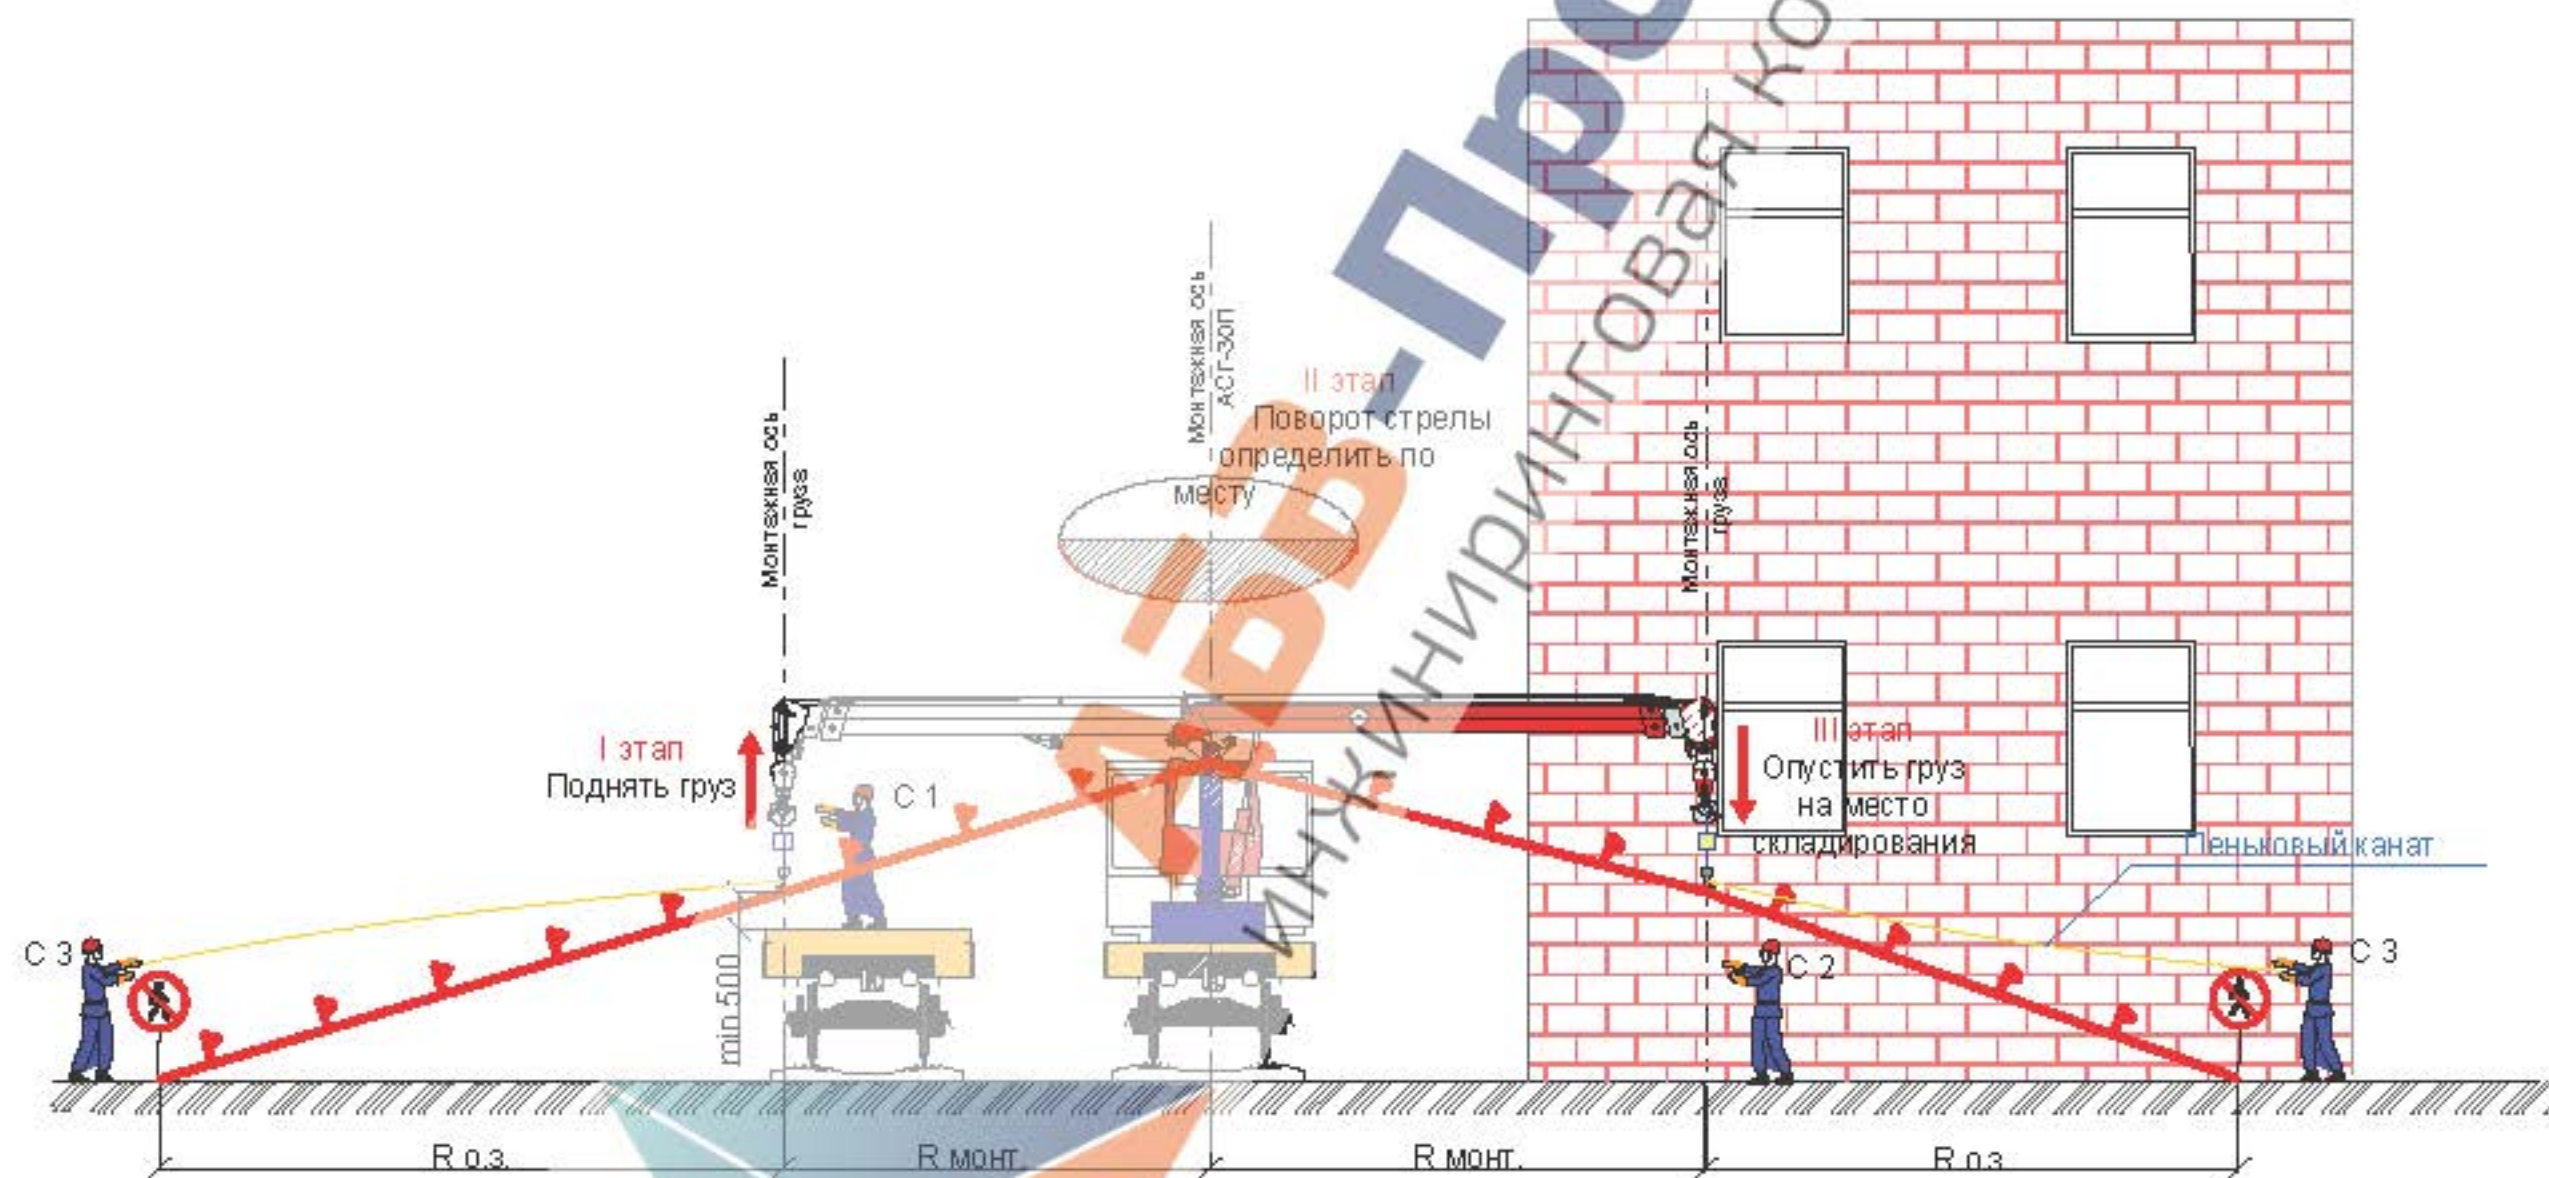 АВВ-Про
инжиниринговая ко
Монтажная ось
АСГ-30П
II этап
Поворот стрелы
определить по
месту
Монтажная ось
груза
Монтажная ось
груза
I этап
Поднять груз
С 1
III этап
Опустить груз
на место
складирования
Пеньковый канат
С 3
С 2
С 3
min 500
R о.з.
R монт.
R монт.
R о.з.